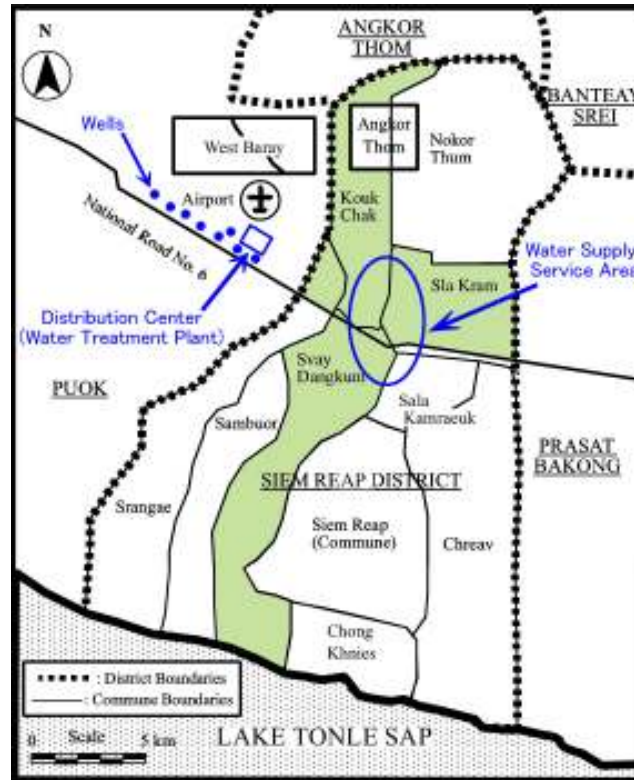 N
ANGKOR
THOM
BANTEAY
SREI
Wells
West Baray
Angkor
Thom
Nokor
Thum
Airport
Kouk
Chak
National Road No. 6
Water Supply
Service Area
Sla Kram
Distribution Center
(Water Treatment Plant)
Svay
Dangkum
PUOK
Sambuor
Sala
Kamraeuk
PRASAT
BAKONG
SIEM REAP DISTRICT
Srangae
Siem Reap
(Commune)
Chreav
Chong
Khnies
: District Boundaries
: Commune Boundaries
0 Scale 5 km
LAKE TONLE SAP